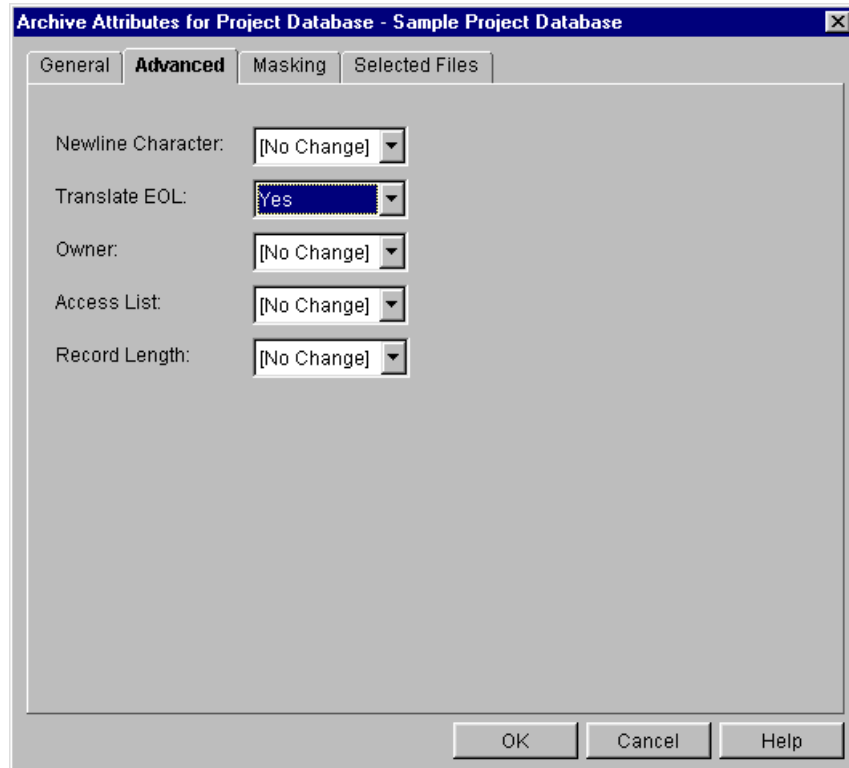 Archive Attributes for Project Database - Sample Project Database
General Advanced Masking Selected Files
Newline Character: [No Change]
Translate EOL: Yes
Owner: [No Change]
Access List: [No Change]
Record Length: [No Change]
OK Cancel Help